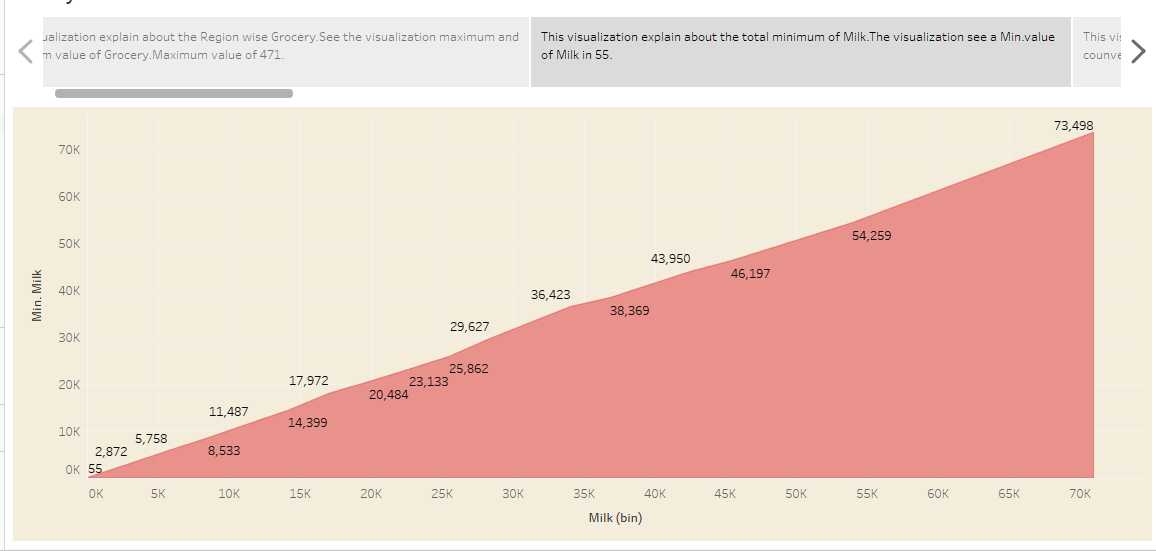 ualization explain about the Region wise Grocery.See the visualization maximum and
m value of Grocery.Maximum value of 471.
This visualization explain about the total minimum of Milk.The visualization see a Min.value
of Milk in 55.
This vis
counve
73,498
70K
60K
54,259
50K
43,950
46,197
40K
36,423
38,369
Min. Milk
30K
29,627
25,862
20K
17,972
23,133
20,484
14,399
11,487
10K
5,758
8,533
2,872
0K
55
0K 5K 10K 15K 20K 25K 30K 35K 40K 45K 50K 55K 60K 65K 70K
Milk (bin)